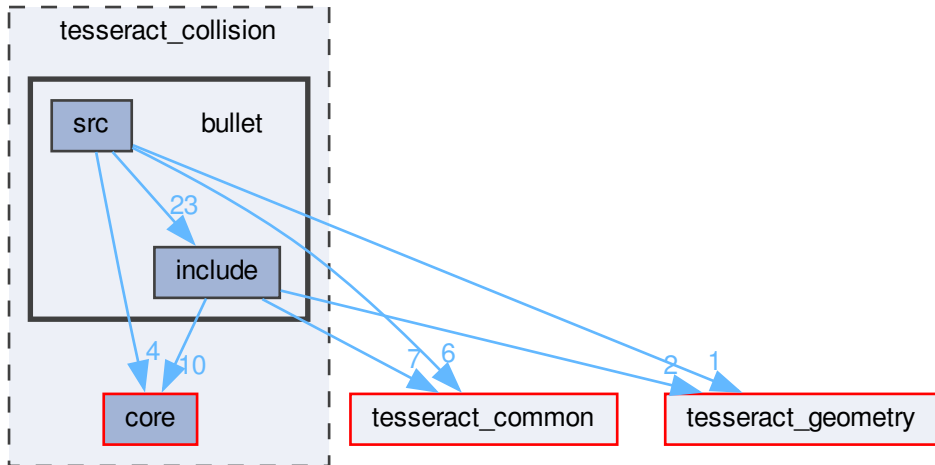 tesseract_collision
src
bullet
23
include
4
10
7
6
2
1
core
tesseract_common
tesseract_geometry